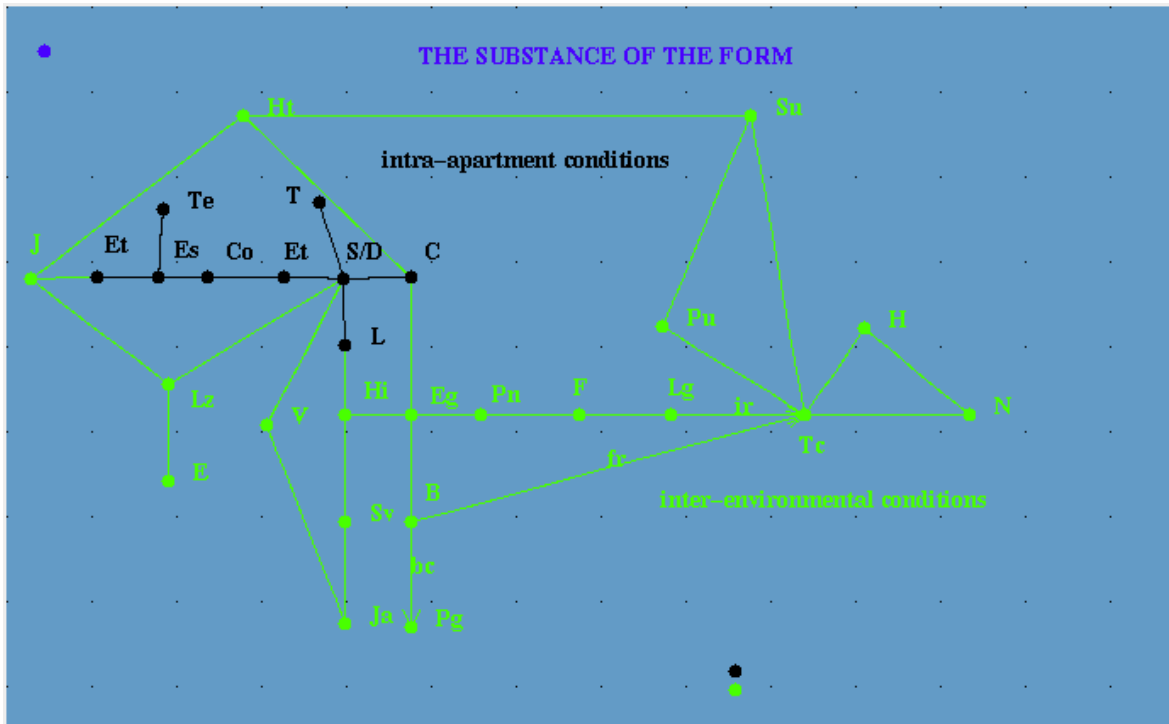 THE SUBSTANCE OF THE FORM
Ht
Su
intra-apartment conditions
Te
T
J
Et
Es
Co
Et
S/D
C
Pu
H
L
Lz
V
Hi
Eg
Pn
F
Lg
ir
N
Tc
E
fr
B
inter-environmental conditions
Sv
bc
Ja
Pg